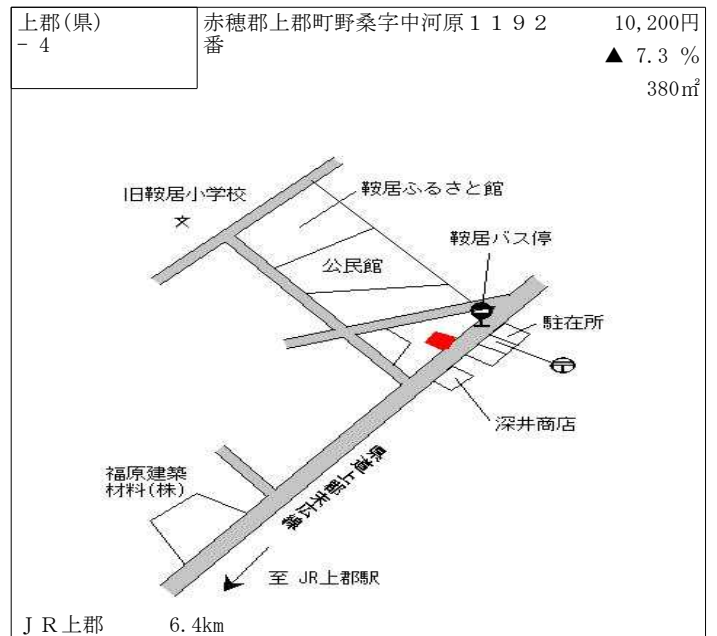 上郡(県)
- 4
赤穂郡上郡町野桑字中河原1192
番
10,200円
▲ 7.3 %
380㎡
旧鞍居小学校
文
鞍居ふるさと館
鞍居バス停
公民館
駐在所
〒
深井商店
県道上郡末広線
福原建築
材料(株)
至 JR上郡駅
JR上郡 6.4km